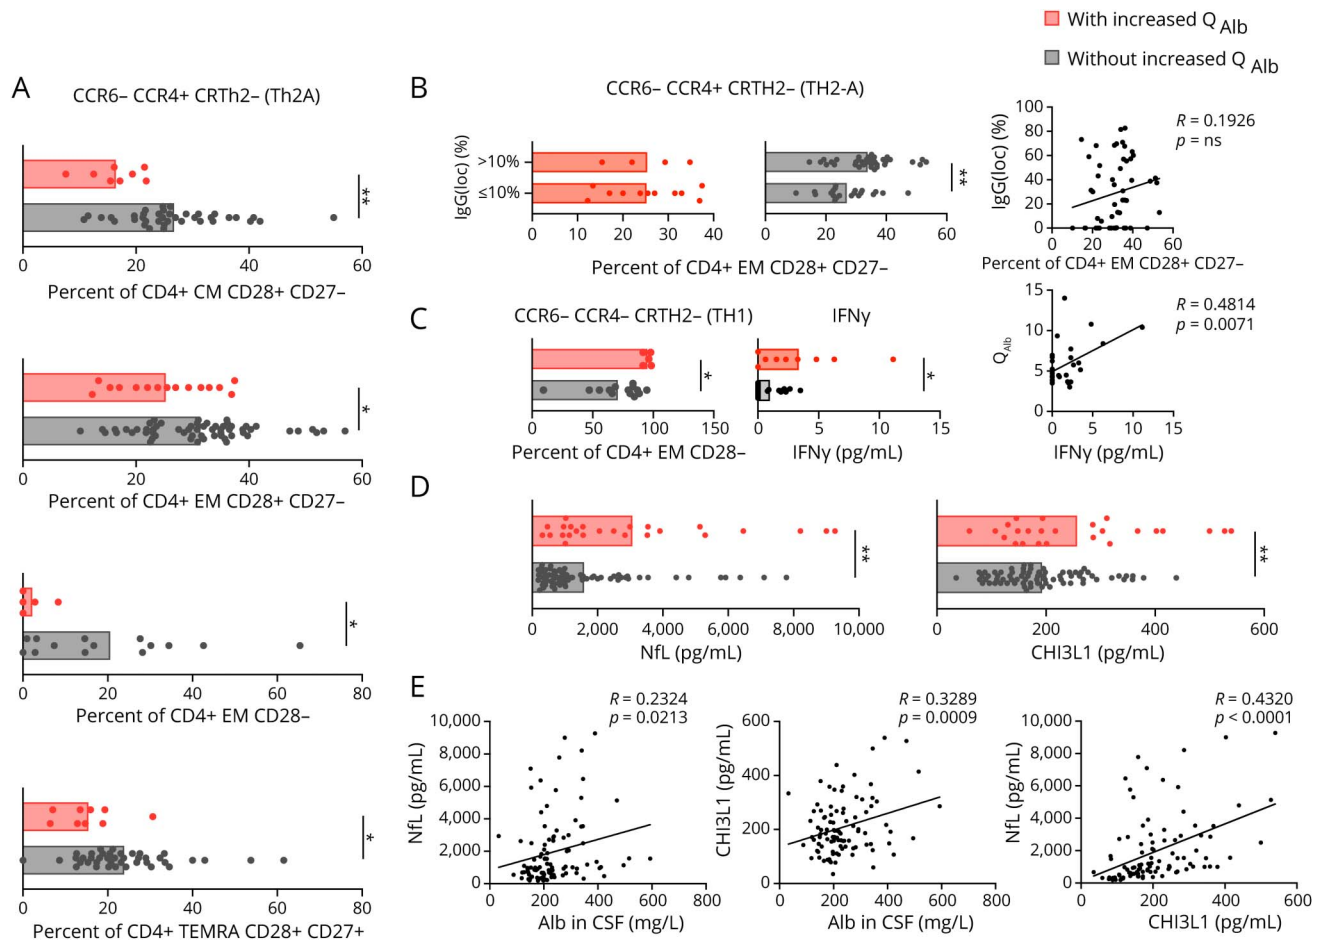 With increased Q Alb
Without increased Q Alb
A
CCR6– CCR4+ CRTh2– (Th2A)
**
0 20 40 60
Percent of CD4+ CM CD28+ CD27–
*
0 20 40 60
Percent of CD4+ EM CD28+ CD27–
*
0 20 40 60 80
Percent of CD4+ EM CD28–
*
0 20 40 60 80
Percent of CD4+ TEMRA CD28+ CD27+
B
CCR6– CCR4+ CRTH2– (TH2-A)
IgG(loc) (%)
>10%
≤10%
0 10 20 30 40
**
0 20 40 60
Percent of CD4+ EM CD28+ CD27–
IgG(loc) (%)
100
80
60
40
20
0
0 20 40 60
R = 0.1926
p = ns
Percent of CD4+ EM CD28+ CD27–
C
CCR6– CCR4– CRTH2– (TH1)
*
0 50 100 150
Percent of CD4+ EM CD28–
IFNγ
*
0 5 10 15
IFNγ (pg/mL)
QAlb
15
10
5
0
0 5 10 15
R = 0.4814
p = 0.0071
IFNγ (pg/mL)
D
**
0 2,000 4,000 6,000 8,000 10,000
NfL (pg/mL)
**
0 200 400 600
CHI3L1 (pg/mL)
E
R = 0.2324
p = 0.0213
NfL (pg/mL)
10,000
8,000
6,000
4,000
2,000
0
0 200 400 600 800
Alb in CSF (mg/L)
R = 0.3289
p = 0.0009
CHI3L1 (pg/mL)
600
400
200
0
0 200 400 600 800
Alb in CSF (mg/L)
R = 0.4320
p < 0.0001
NfL (pg/mL)
10,000
8,000
6,000
4,000
2,000
0
0 200 400 600
CHI3L1 (pg/mL)